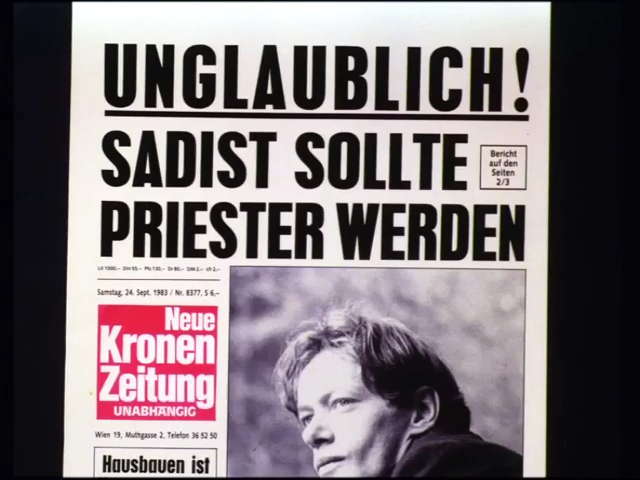 UNGLAUBLICH!
SADIST SOLLTE
Bericht
auf den
Seiten
2/3
PRIESTER WERDEN
Samstag, 24. Sept. 1983 / Nr. 8377, S 6,–
Neue
Kronen
Zeitung
UNABHÄNGIG
Wien 19, Muthgasse 2, Telefon 36 52 50
Hausbauen ist